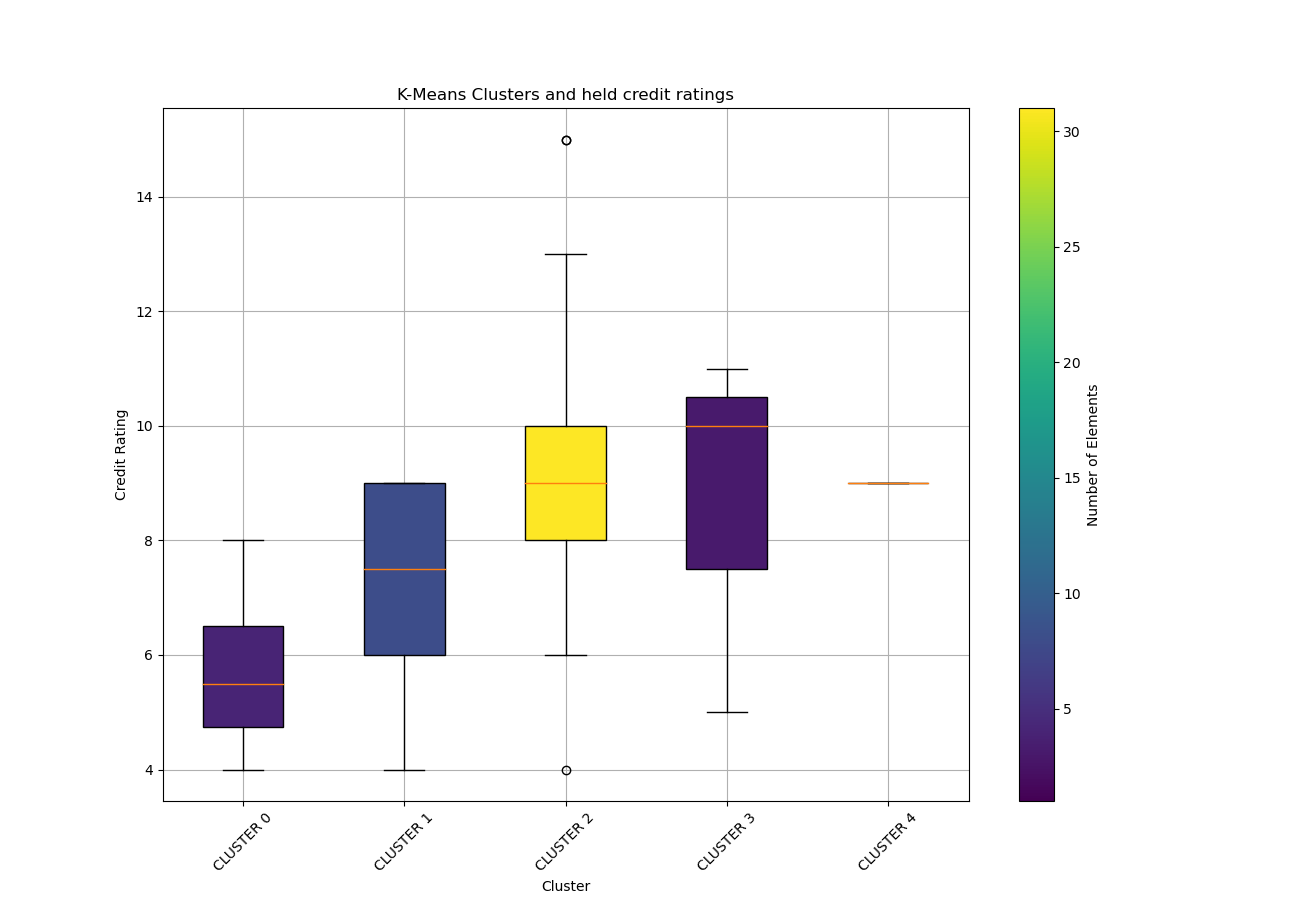 K-Means Clusters and held credit ratings
14
12
10
8
6
4
Credit Rating
CLUSTER 0
CLUSTER 1
CLUSTER 2
CLUSTER 3
CLUSTER 4
Cluster
30
25
20
15
10
5
Number of Elements